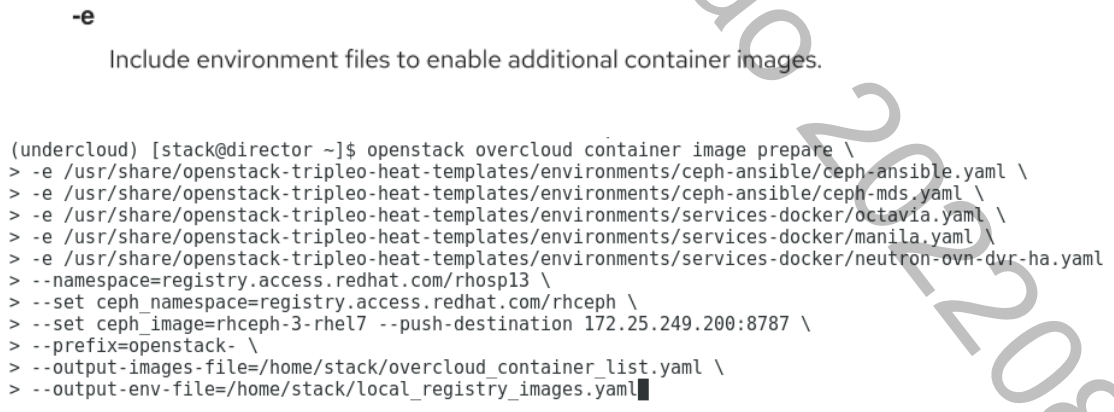 -e
Include environment files to enable additional container images.
(undercloud) [stack@director ~]$ openstack overcloud container image prepare \
> -e /usr/share/openstack-tripleo-heat-templates/environments/ceph-ansible/ceph-ansible.yaml \
> -e /usr/share/openstack-tripleo-heat-templates/environments/ceph-ansible/ceph-mds.yaml \
> -e /usr/share/openstack-tripleo-heat-templates/environments/services-docker/octavia.yaml \
> -e /usr/share/openstack-tripleo-heat-templates/environments/services-docker/manila.yaml \
> -e /usr/share/openstack-tripleo-heat-templates/environments/services-docker/neutron-ovn-dvr-ha.yaml
> --namespace=registry.access.redhat.com/rhosp13 \
> --set ceph_namespace=registry.access.redhat.com/rhceph \
> --set ceph_image=rhceph-3-rhel7 --push-destination 172.25.249.200:8787 \
> --prefix=openstack- \
> --output-images-file=/home/stack/overcloud_container_list.yaml \
> --output-env-file=/home/stack/local_registry_images.yaml